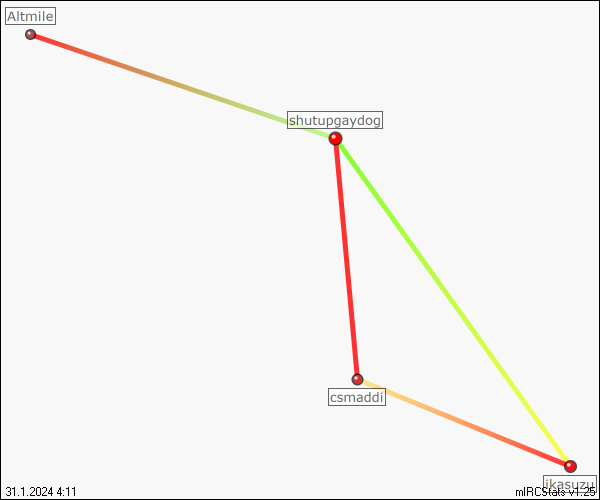 Altmile
shutupgaydog
csmaddi
ikasuzu
31.1.2024 4:11
mIRCStats v1.25